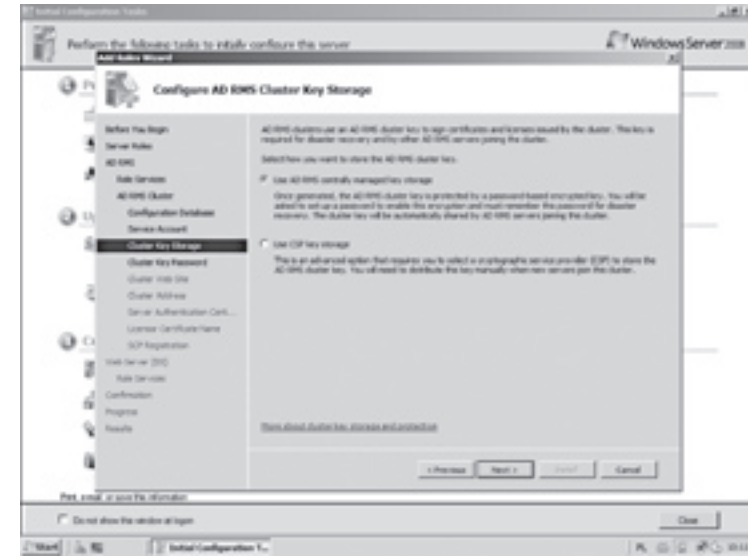 Initial Configuration Tasks
Perform the following tasks to initially configure this server
Windows Server 2008
Add Roles Wizard
Configure AD RMS Cluster Key Storage
Before You Begin
Server Roles
AD RMS
Role Services
AD RMS Cluster
Configuration Database
Service Account
Cluster Key Storage
Cluster Key Password
Cluster Web Site
Cluster Address
Server Authentication Cert...
Licensor Certificate Name
SCP Registration
Web Server (IIS)
Role Services
Confirmation
Progress
Results
AD RMS clusters use an AD RMS cluster key to sign certificates and licenses issued by the cluster. This key is
required for disaster recovery and by other AD RMS servers joining the cluster.
Select how you want to store the AD RMS cluster key.
Use AD RMS centrally managed key storage
Once generated, the AD RMS cluster key is protected by a password-based encrypted key. You will be
asked to set up a password to enable this encryption and must remember this password for disaster
recovery. The cluster key will be automatically shared by AD RMS servers joining the cluster.
Use CSP key storage
This is an advanced option that requires you to select a cryptographic service provider (CSP) to store the
AD RMS cluster key. You will need to distribute the key manually when new servers join this cluster.
More about cluster key storage and protection
< Previous
Next >
Install
Cancel
Print, e-mail, or save this information
Do not show this window at logon
Close
Start
Initial Configuration T...